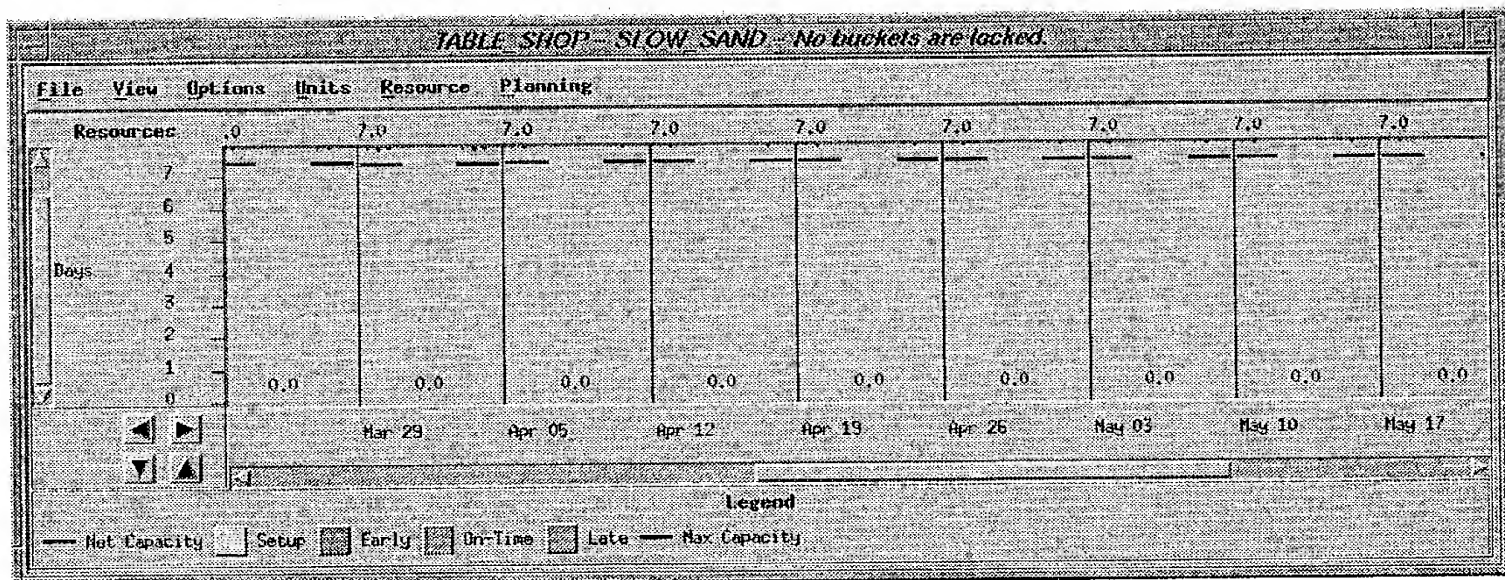 TABLE_SHOP - SLOW_SAND - No buckets are locked.
File View Options Units Resource Planning
Resources .0 7.0 7.0 7.0 7.0 7.0 7.0 7.0 7.0
7
6
5
Days 4
3
2
1
0
0.0 0.0 0.0 0.0 0.0 0.0 0.0 0.0 0.0
Mar 29 Apr 05 Apr 12 Apr 19 Apr 26 May 03 May 10 May 17
Legend
Net Capacity Setup Early On-Time Late Max Capacity